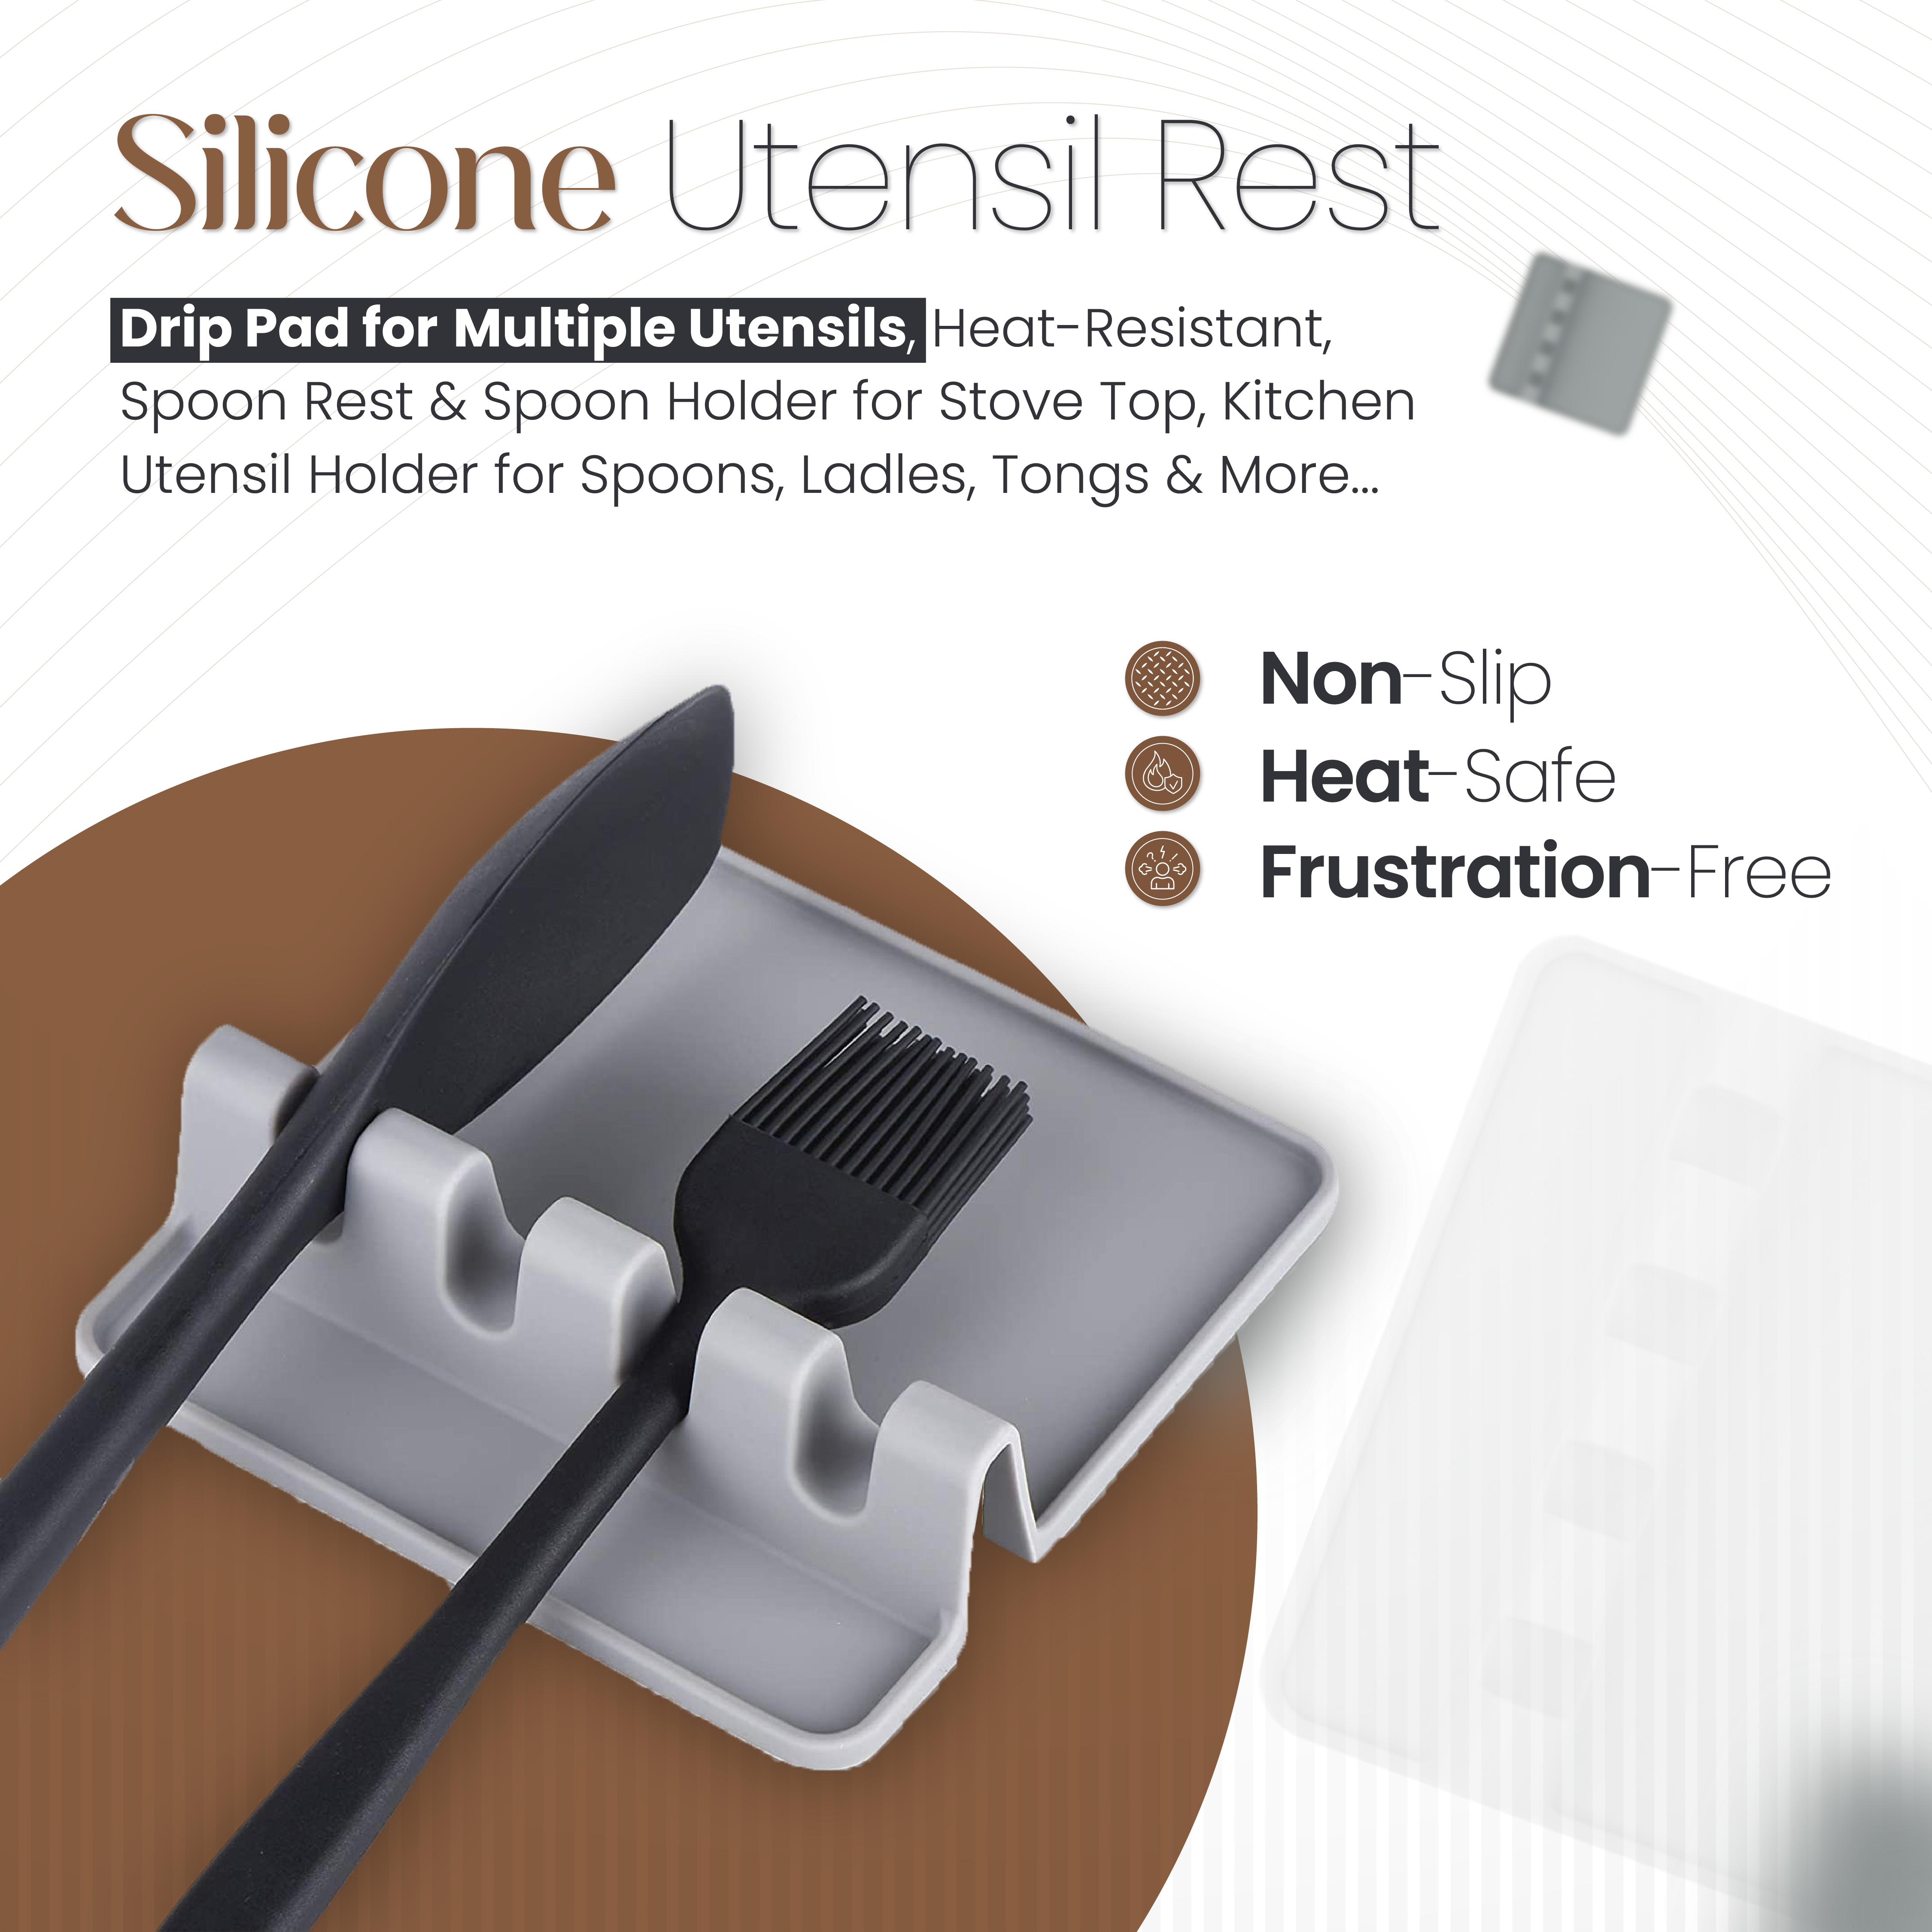 Silicone Utensil Rest
Drip Pad for Multiple Utensils, Heat-Resistant,
Spoon Rest & Spoon Holder for Stove Top, Kitchen
Utensil Holder for Spoons, Ladles, Tongs & More...
Non-Slip
Heat-Safe
Frustration-Free